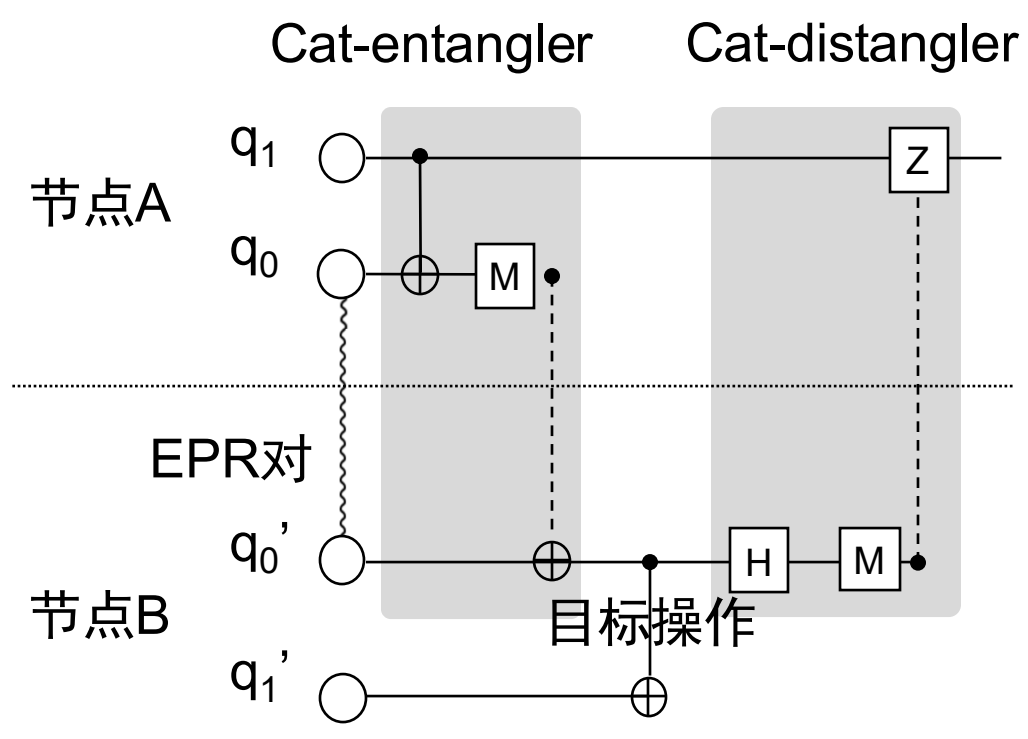 Cat-entangler Cat-distangler
q₁
Z
节点A
q₀
M
EPR对
q₀’
H M
节点B
目标操作
q₁’